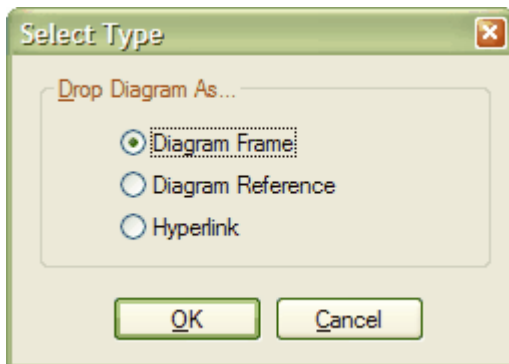 Select Type
Drop Diagram As...
Diagram Frame
Diagram Reference
Hyperlink
OK
Cancel